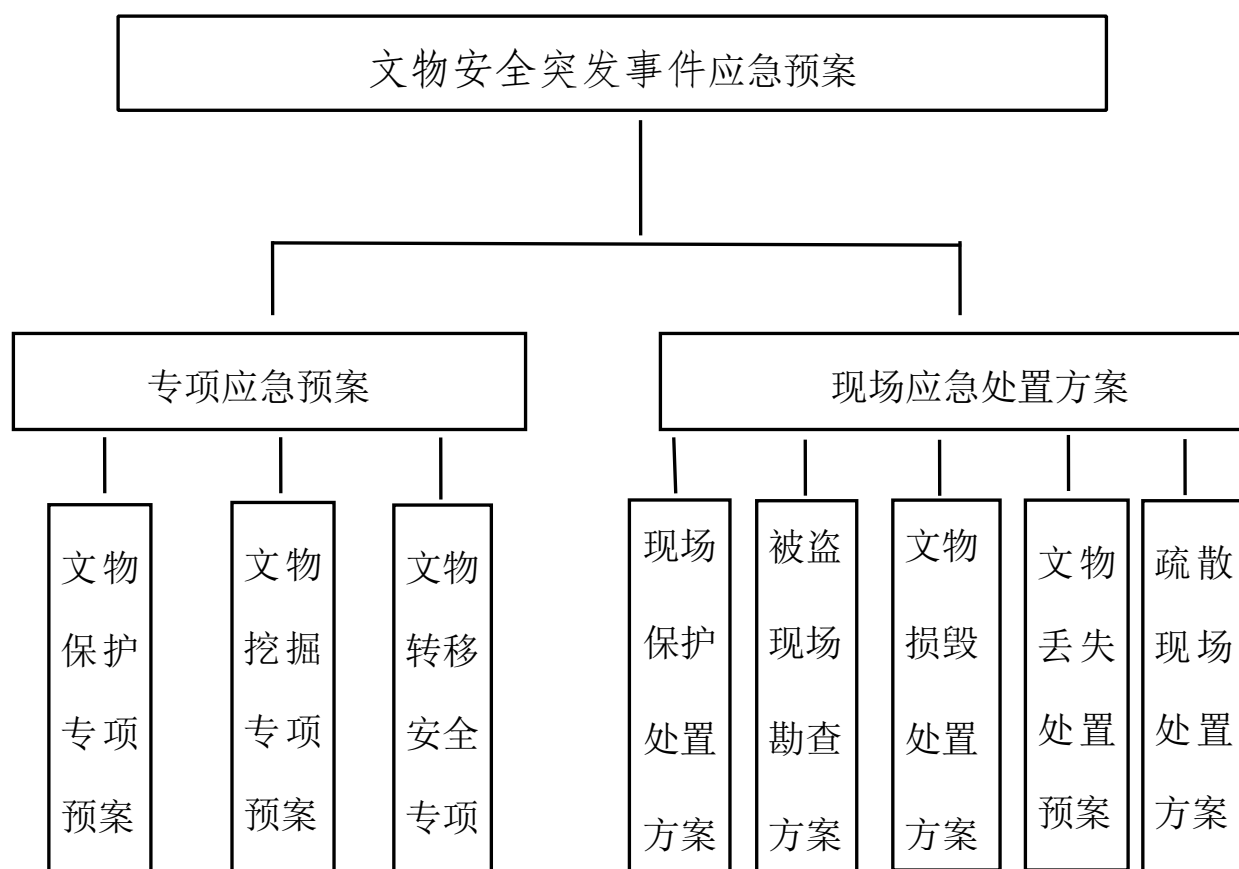 文物安全突发事件应急预案
专项应急预案
现场应急处置方案
文物
保护
专项
预案
文物
挖掘
专项
预案
文物
转移
安全
专项
现场
保护
处置
方案
被盗
现场
勘查
方案
文物
损毁
处置
方案
文物
丢失
处置
预案
疏散
现场
处置
方案